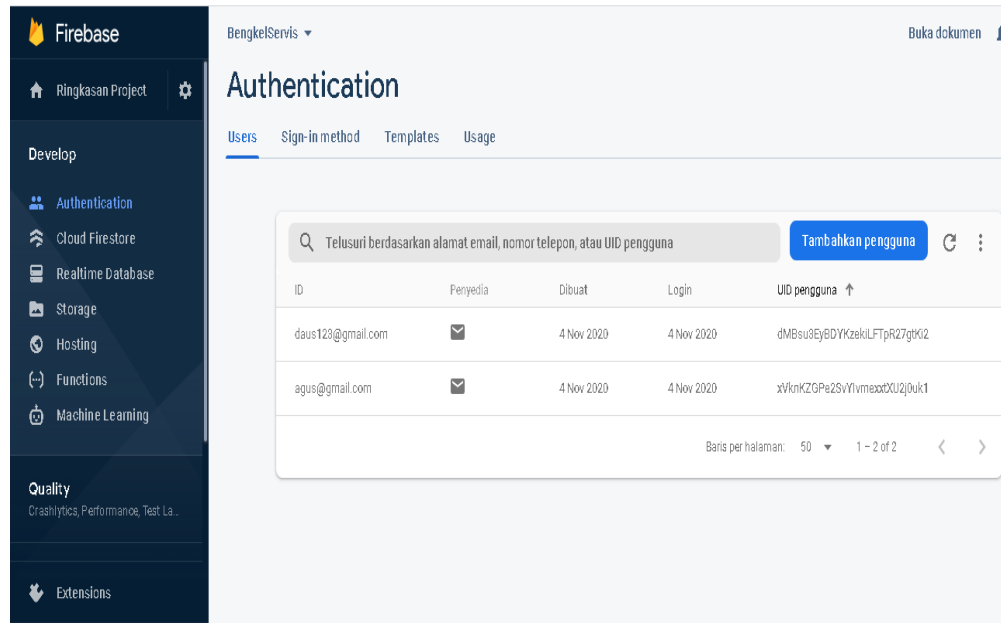 Firebase
Ringkasan Project
Develop
Authentication
Cloud Firestore
Realtime Database
Storage
Hosting
Functions
Machine Learning
Quality
Crashlytics, Performance, Test La...
Extensions
BengkelServis
Buka dokumen
Authentication
Users Sign-in method Templates Usage
Telusuri berdasarkan alamat email, nomor telepon, atau UID pengguna
Tambahkan pengguna
ID Penyedia Dibuat Login UID pengguna
daus123@gmail.com 4 Nov 2020 4 Nov 2020
agus@gmail.com 4 Nov 2020 4 Nov 2020
Baris per halaman: 50 1 – 2 of 2